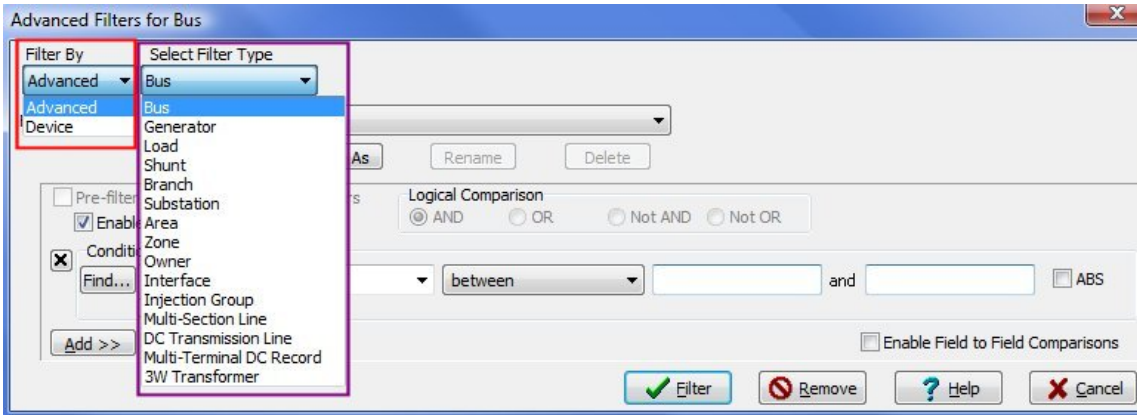 Advanced Filters for Bus
Filter By Select Filter Type
Advanced Bus
Advanced Bus
Device Generator
Load
Shunt
As Rename Delete
Branch
Pre-filter Logical Comparison
Substation
Enabl Area AND OR Not AND Not OR
Zone
Conditi Owner
Find... Interface between and ABS
Injection Group
Multi-Section Line
Add >> DC Transmission Line Enable Field to Field Comparisons
Multi-Terminal DC Record
3W Transformer
Filter Remove Help Cancel